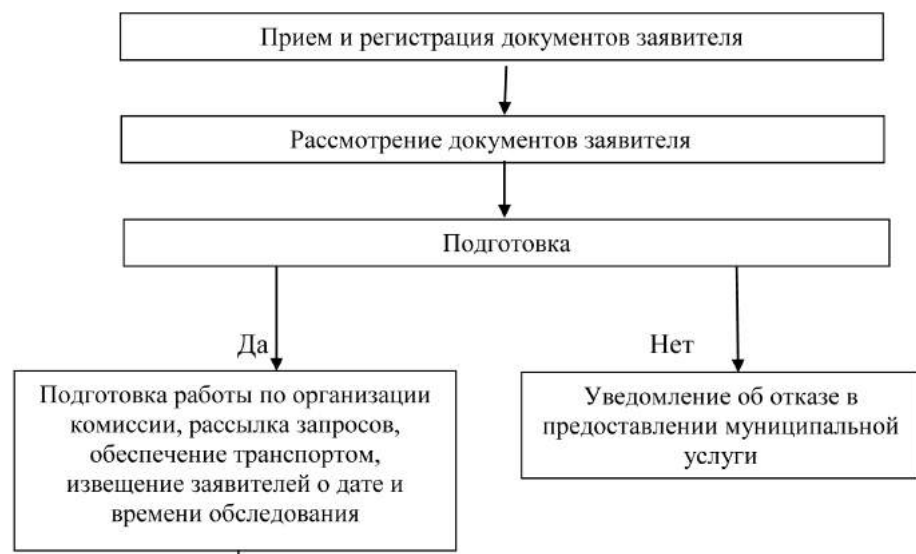 Прием и регистрация документов заявителя
Рассмотрение документов заявителя
Подготовка
Да
Нет
Подготовка работы по организации
комиссии, рассылка запросов,
обеспечение транспортом,
извещение заявителей о дате и
времени обследования
Уведомление об отказе в
предоставлении муниципальной
услуги